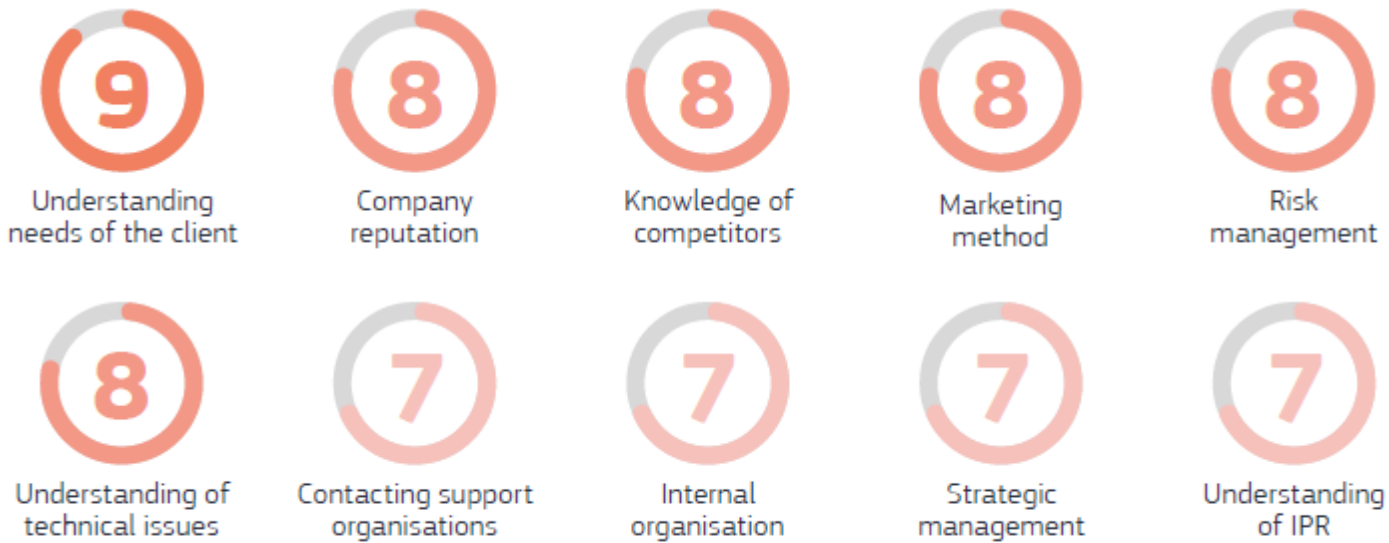 9
8
8
8
8
Understanding
needs of the client
Company
reputation
Knowledge of
competitors
Marketing
method
Risk
management
8
7
7
7
7
Understanding of
technical issues
Contacting support
organisations
Internal
organisation
Strategic
management
Understanding
of IPR